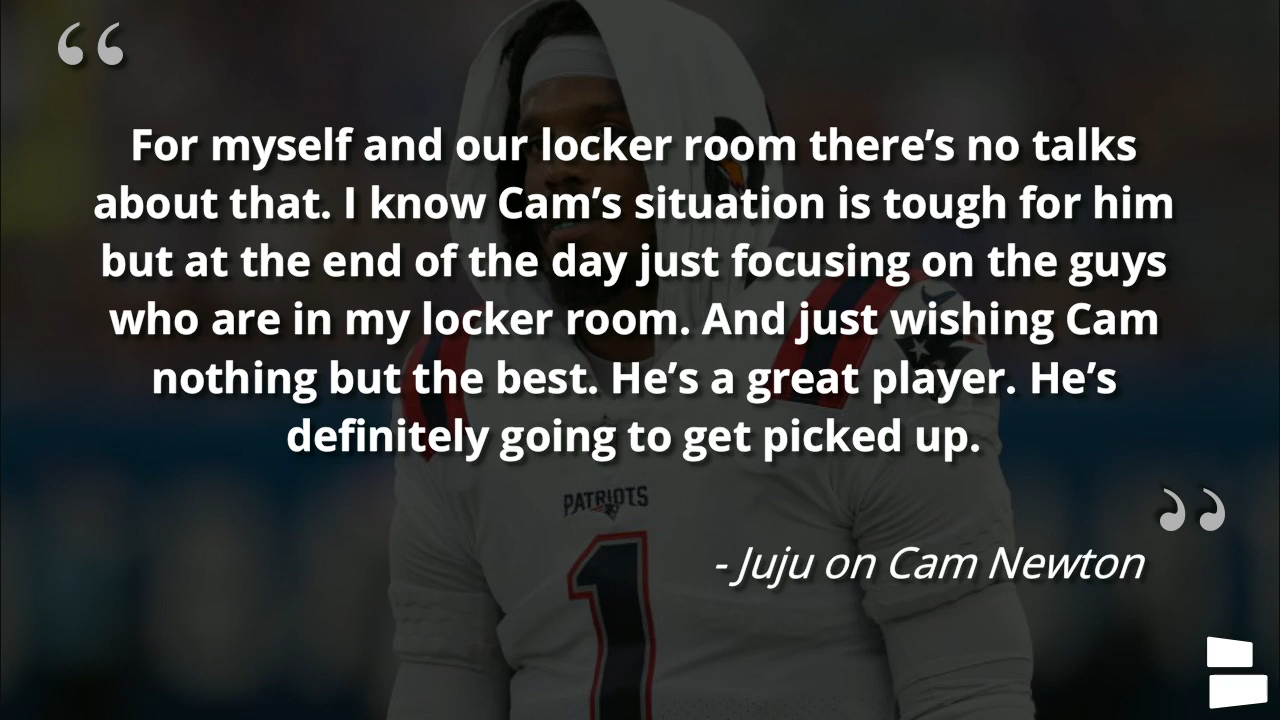 “
For myself and our locker room there’s no talks
about that. I know Cam’s situation is tough for him
but at the end of the day just focusing on the guys
who are in my locker room. And just wishing Cam
nothing but the best. He’s a great player. He’s
definitely going to get picked up.
”
- Juju on Cam Newton
PATRIOTS
1